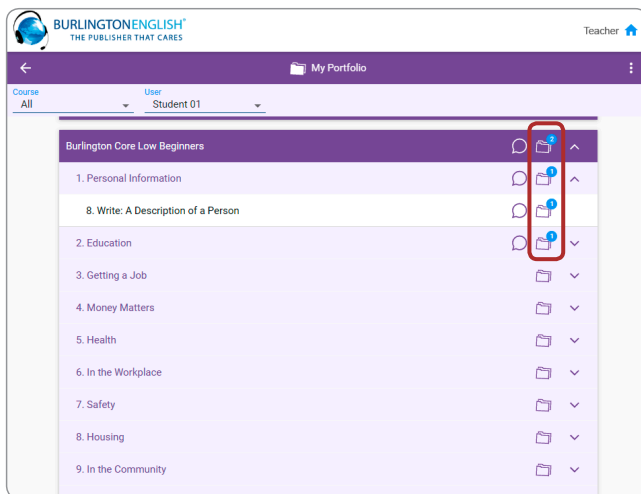 BURLINGTONENGLISH®
THE PUBLISHER THAT CARES
Teacher
My Portfolio
Course
All
User
Student 01
Burlington Core Low Beginners
2
1. Personal Information
1
8. Write: A Description of a Person
1
2. Education
1
3. Getting a Job
4. Money Matters
5. Health
6. In the Workplace
7. Safety
8. Housing
9. In the Community